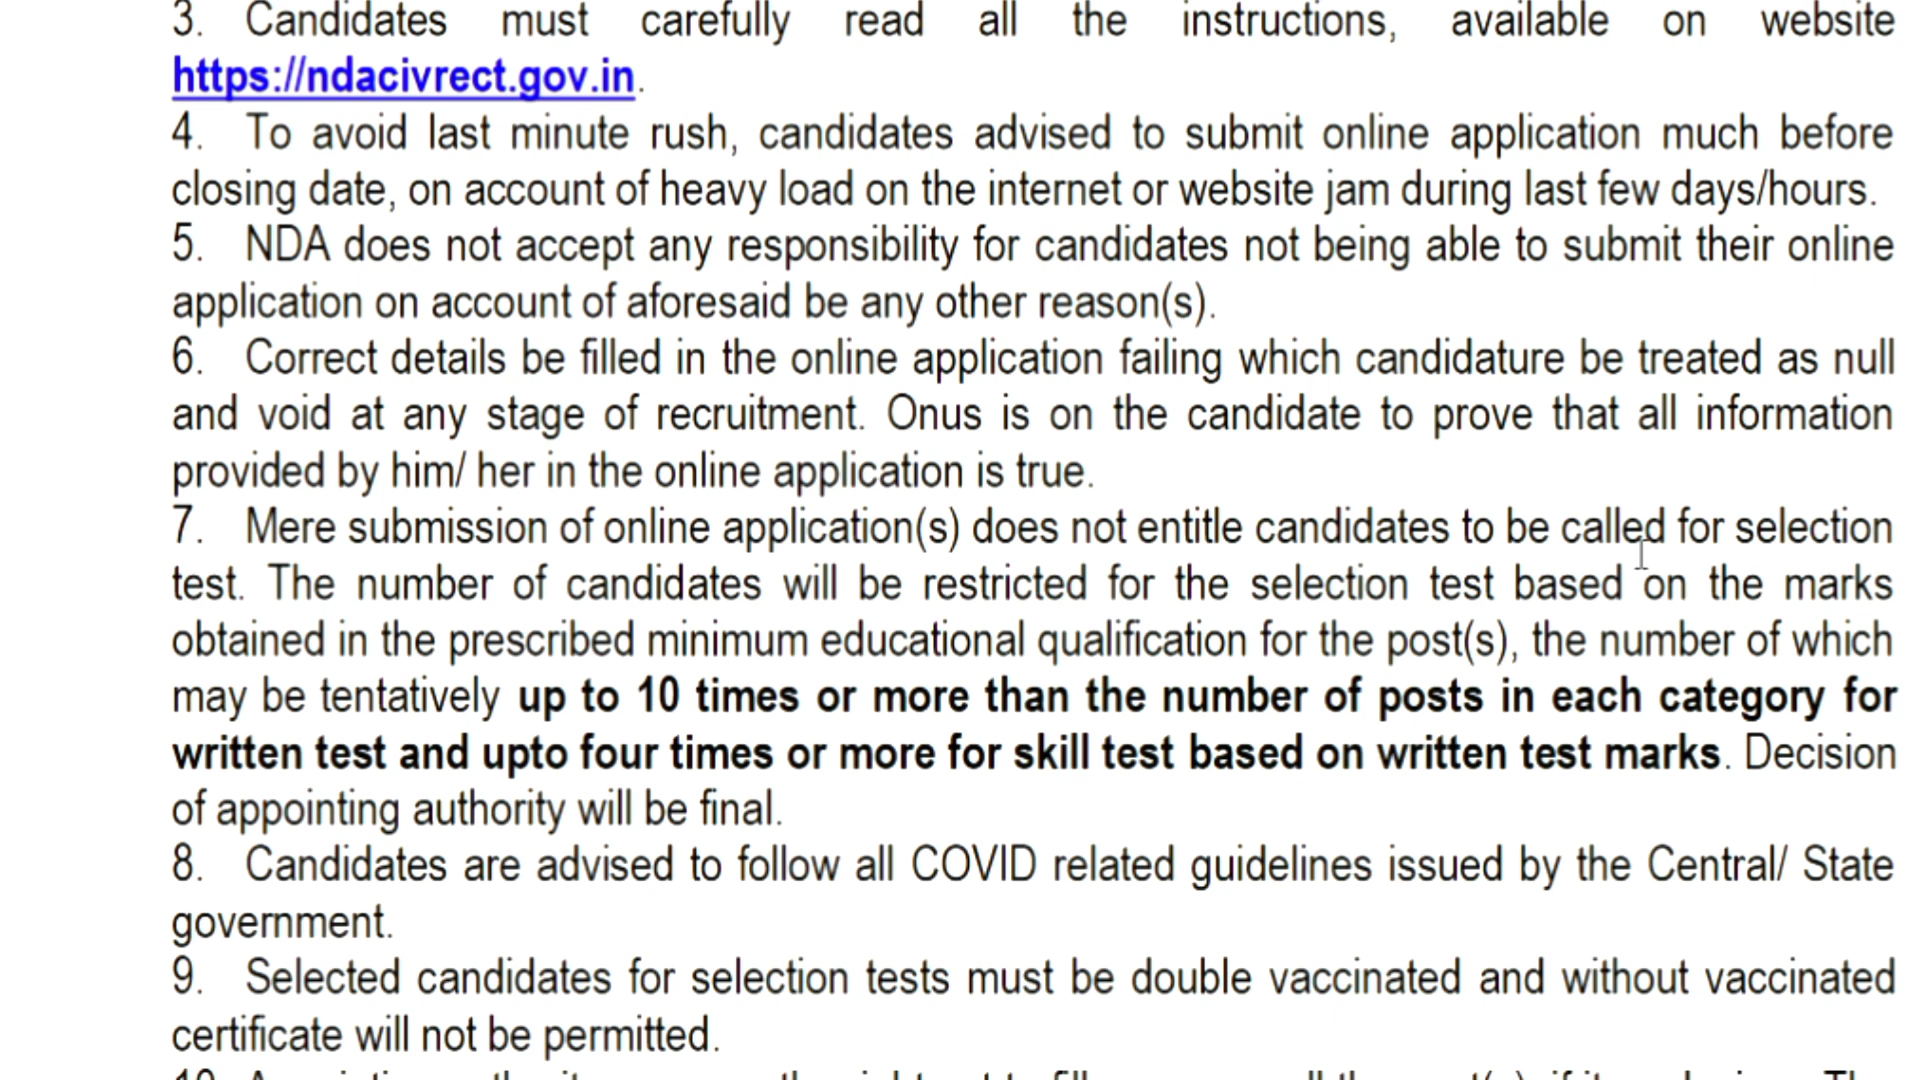 3. Candidates must carefully read all the instructions, available on website
https://ndacivrect.gov.in.
4. To avoid last minute rush, candidates advised to submit online application much before
closing date, on account of heavy load on the internet or website jam during last few days/hours.
5. NDA does not accept any responsibility for candidates not being able to submit their online
application on account of aforesaid be any other reason(s).
6. Correct details be filled in the online application failing which candidature be treated as null
and void at any stage of recruitment. Onus is on the candidate to prove that all information
provided by him/ her in the online application is true.
7. Mere submission of online application(s) does not entitle candidates to be called for selection
test. The number of candidates will be restricted for the selection test based on the marks
obtained in the prescribed minimum educational qualification for the post(s), the number of which
may be tentatively up to 10 times or more than the number of posts in each category for
written test and upto four times or more for skill test based on written test marks. Decision
of appointing authority will be final.
8. Candidates are advised to follow all COVID related guidelines issued by the Central/ State
government.
9. Selected candidates for selection tests must be double vaccinated and without vaccinated
certificate will not be permitted.